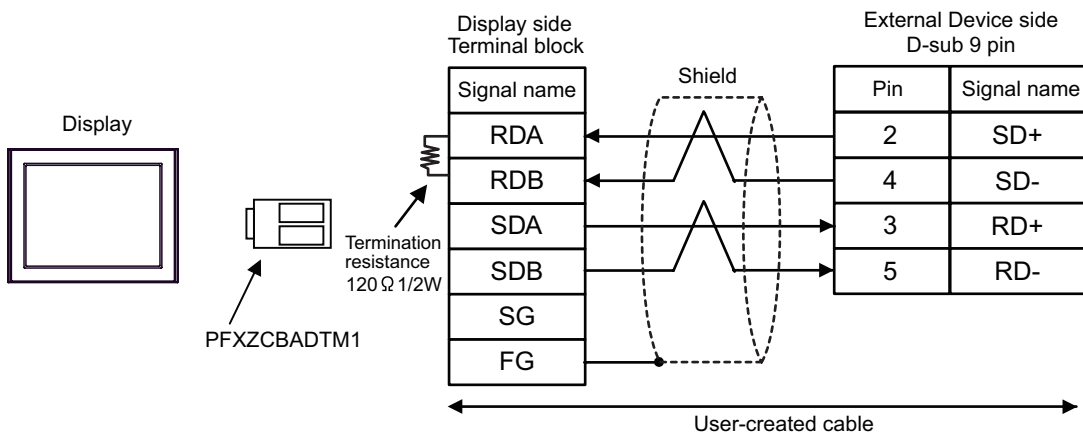 Display
PFXZCBADTM1
Termination
resistance
120 Ω 1/2W
Display side
Terminal block
Signal name
RDA
RDB
SDA
SDB
SG
FG
Shield
External Device side
D-sub 9 pin
Pin Signal name
2 SD+
4 SD-
3 RD+
5 RD-
User-created cable